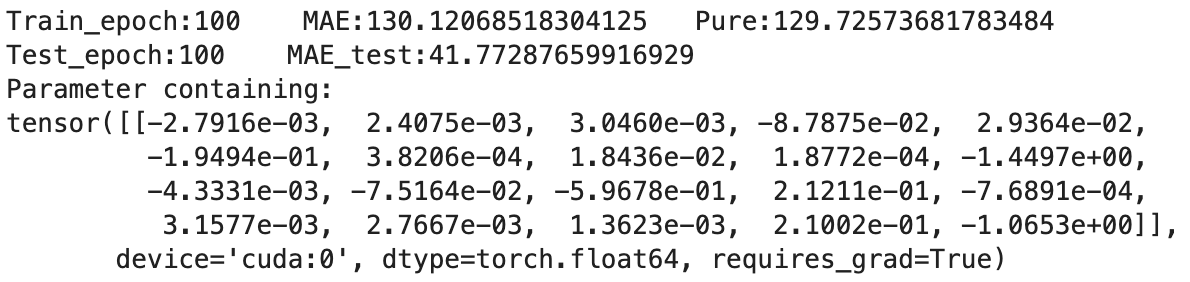 Train_epoch:100    MAE:130.12068518304125   Pure:129.72573681783484
Test_epoch:100    MAE_test:41.77287659916929
Parameter containing:
tensor([[-2.7916e-03,  2.4075e-03,  3.0460e-03, -8.7875e-02,  2.9364e-02,
         -1.9494e-01,  3.8206e-04,  1.8436e-02,  1.8772e-04, -1.4497e+00,
         -4.3331e-03, -7.5164e-02, -5.9678e-01,  2.1211e-01, -7.6891e-04,
          3.1577e-03,  2.7667e-03,  1.3623e-03,  2.1002e-01, -1.0653e+00]],
       device='cuda:0', dtype=torch.float64, requires_grad=True)